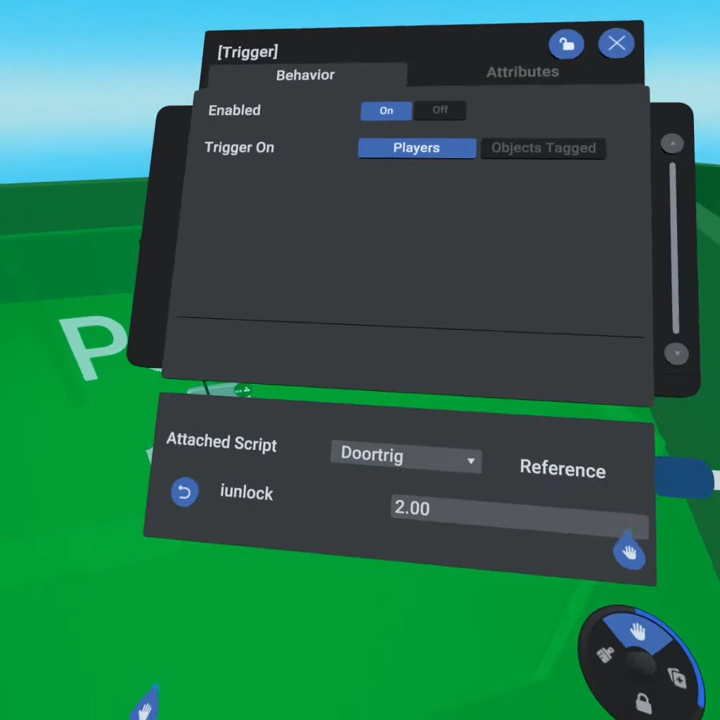 [Trigger]
Behavior
Attributes
Enabled
On
Off
Trigger On
Players
Objects Tagged
P
Attached Script
Doortrig
Reference
iunlock
2.00